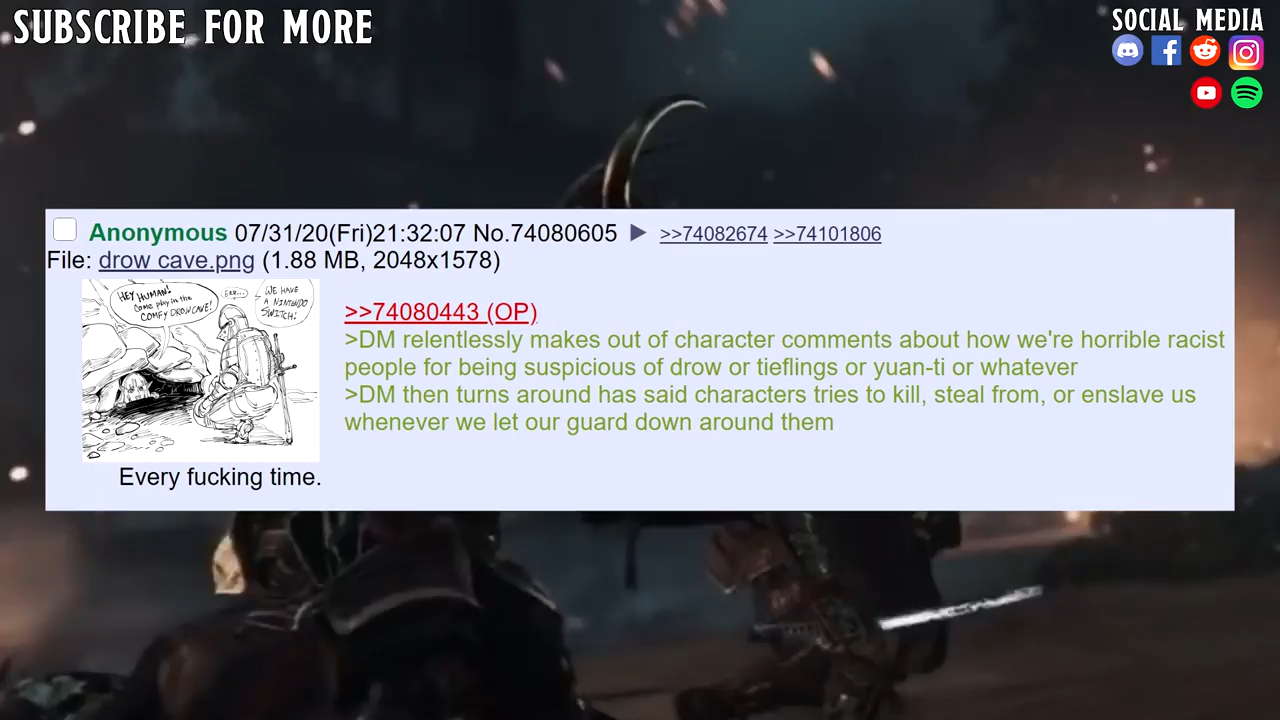 SUBSCRIBE FOR MORE
SOCIAL MEDIA
Anonymous 07/31/20(Fri)21:32:07 No.74080605 ▶ >>74082674 >>74101806
File: drow cave.png (1.88 MB, 2048x1578)
HEY HUMAN!
Come play in the
COMFY DROW CAVE!
ERR...
WE HAVE
A NINTENDO
SWITCH!
>>74080443 (OP)
>DM relentlessly makes out of character comments about how we're horrible racist
people for being suspicious of drow or tieflings or yuan-ti or whatever
>DM then turns around has said characters tries to kill, steal from, or enslave us
whenever we let our guard down around them
Every fucking time.